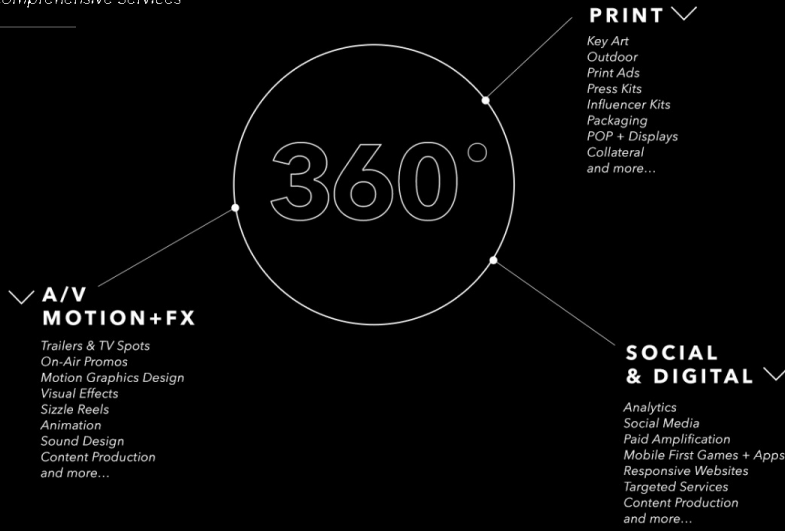 comprehensive Services
PRINT
Key Art
Outdoor
Print Ads
Press Kits
Influencer Kits
Packaging
POP + Displays
Collateral
and more...
360°
A/V
MOTION+FX
Trailers & TV Spots
On-Air Promos
Motion Graphics Design
Visual Effects
Sizzle Reels
Animation
Sound Design
Content Production
and more...
SOCIAL
& DIGITAL
Analytics
Social Media
Paid Amplification
Mobile First Games + Apps
Responsive Websites
Targeted Services
Content Production
and more...